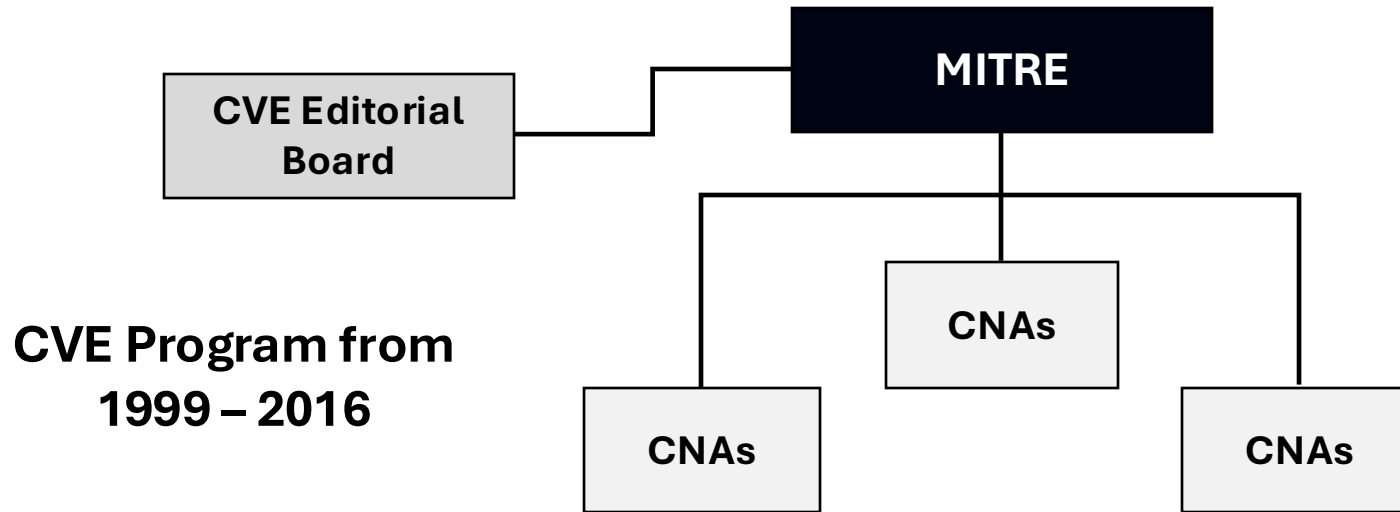 MITRE
CVE Editorial
Board
CNAs
CVE Program from
1999 – 2016
CNAs
CNAs